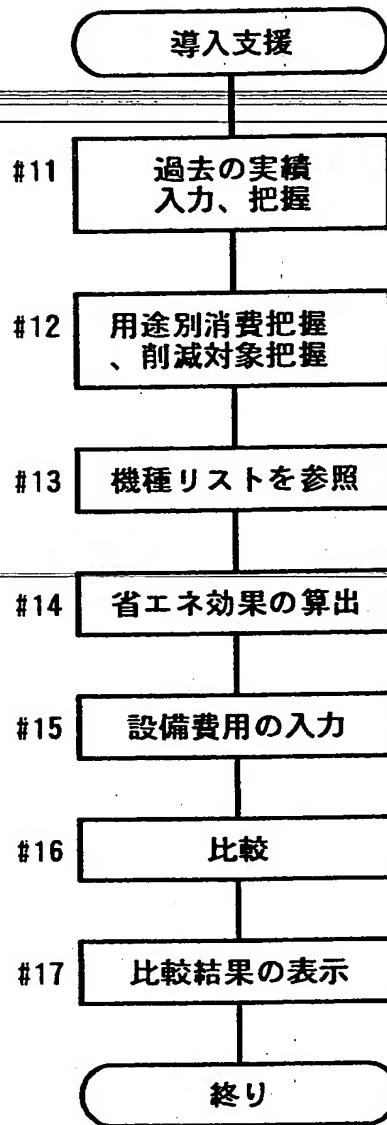 導入支援
#11
過去の実績
入力、把握
#12
用途別消費把握
、削減対象把握
#13
機種リストを参照
#14
省エネ効果の算出
#15
設備費用の入力
#16
比較
#17
比較結果の表示
終り